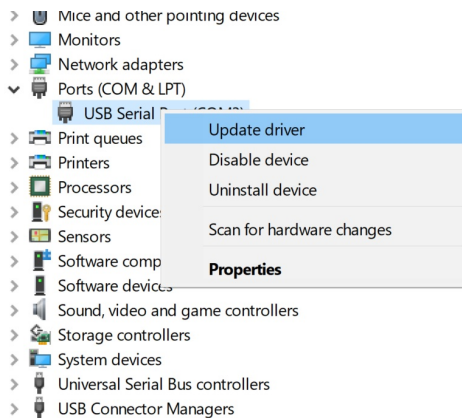 Mice and other pointing devices
Monitors
Network adapters
Ports (COM & LPT)
USB Serial
Print queues
Printers
Processors
Security
Sensors
Software
Software devices
Sound, video and game controllers
Storage controllers
System devices
Universal Serial Bus controllers
USB Connector Managers
Update driver
Disable device
Uninstall device
Scan for hardware changes
Properties